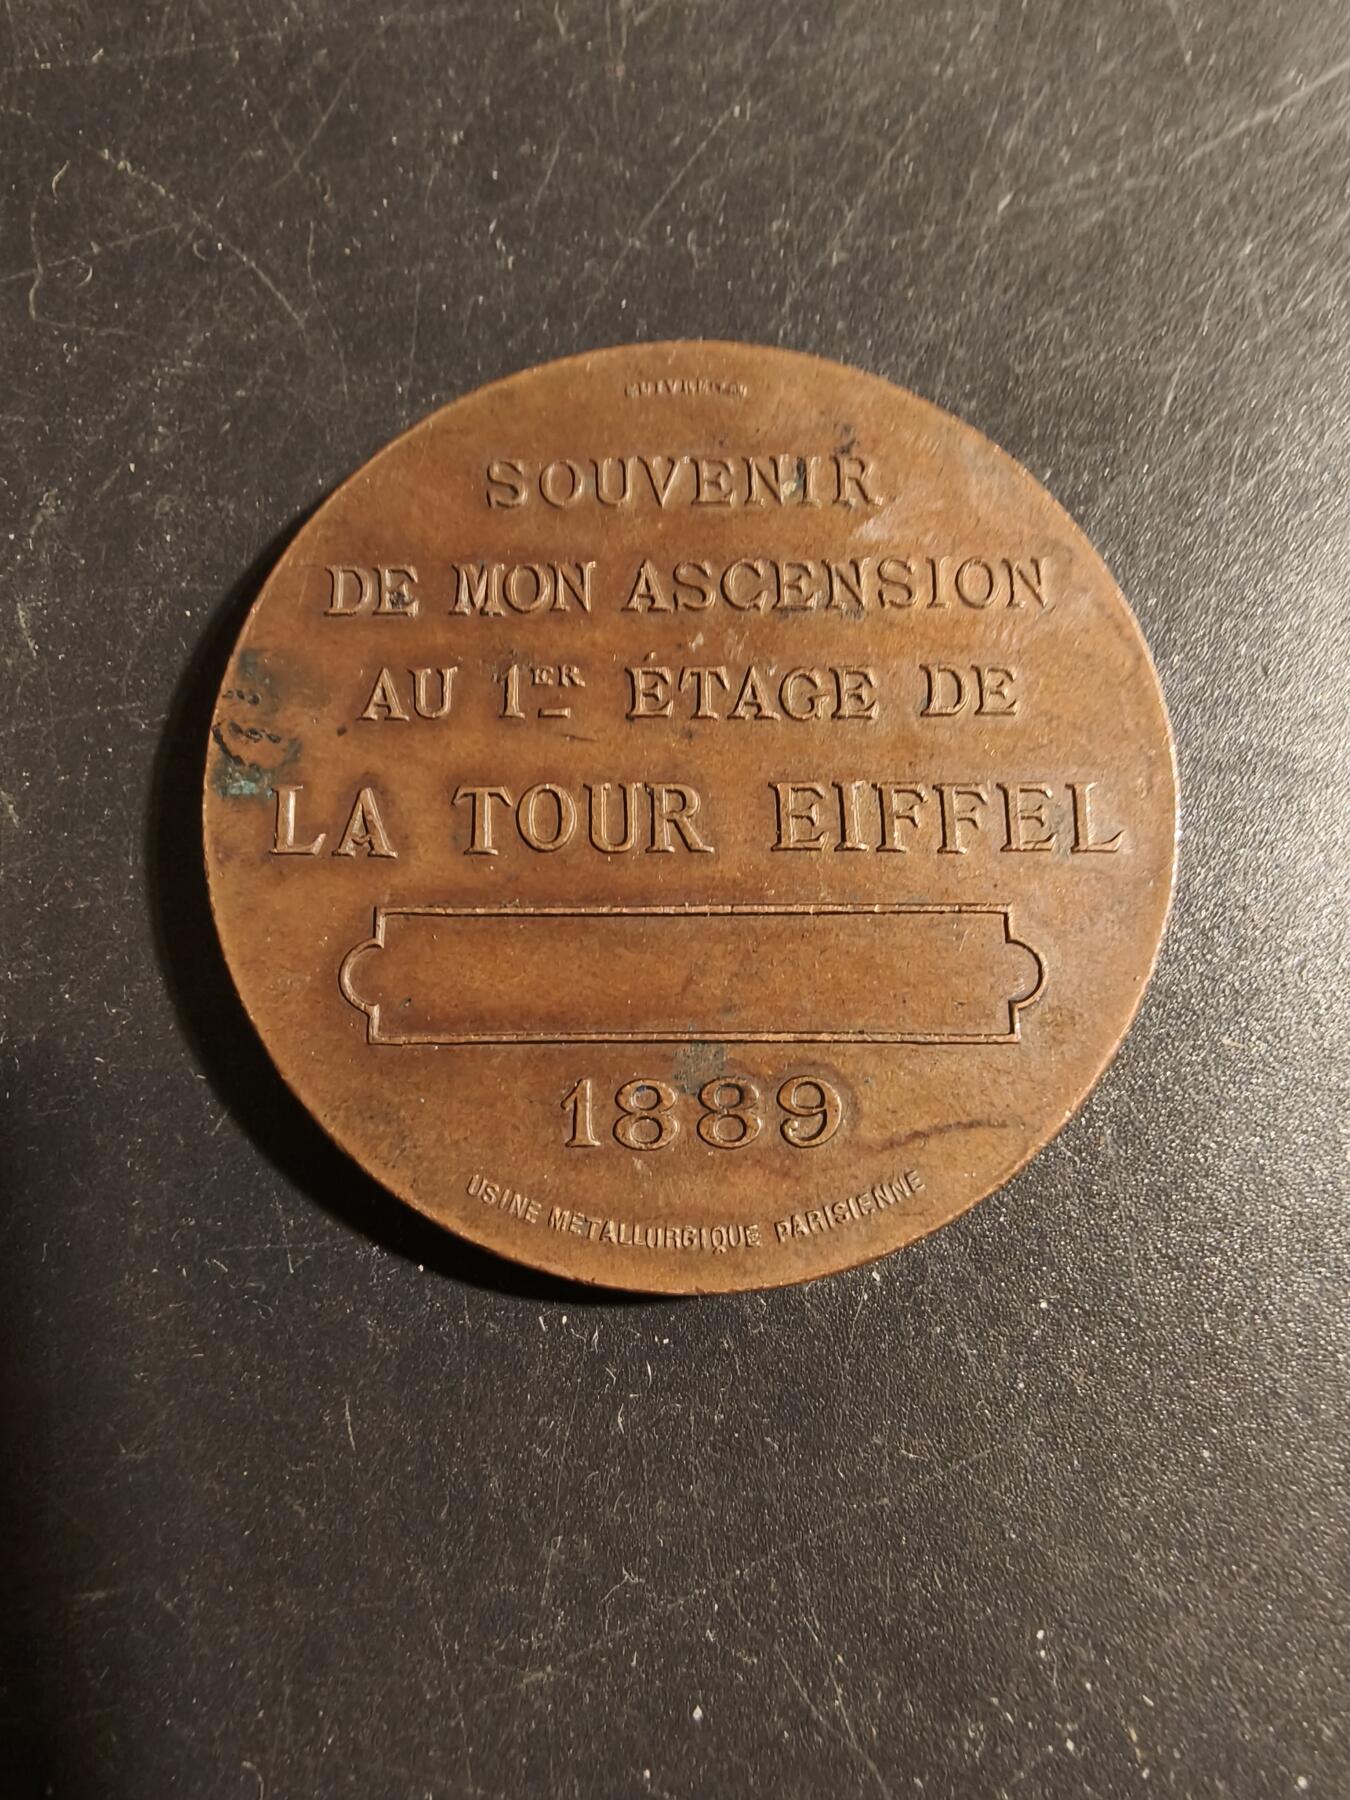 SOUVENIR
DE MON ASCENSION
AU 1ER ÉTAGE DE
LA TOUR EIFFEL
1889
USINE METALLURGIQUE PARISIENNE